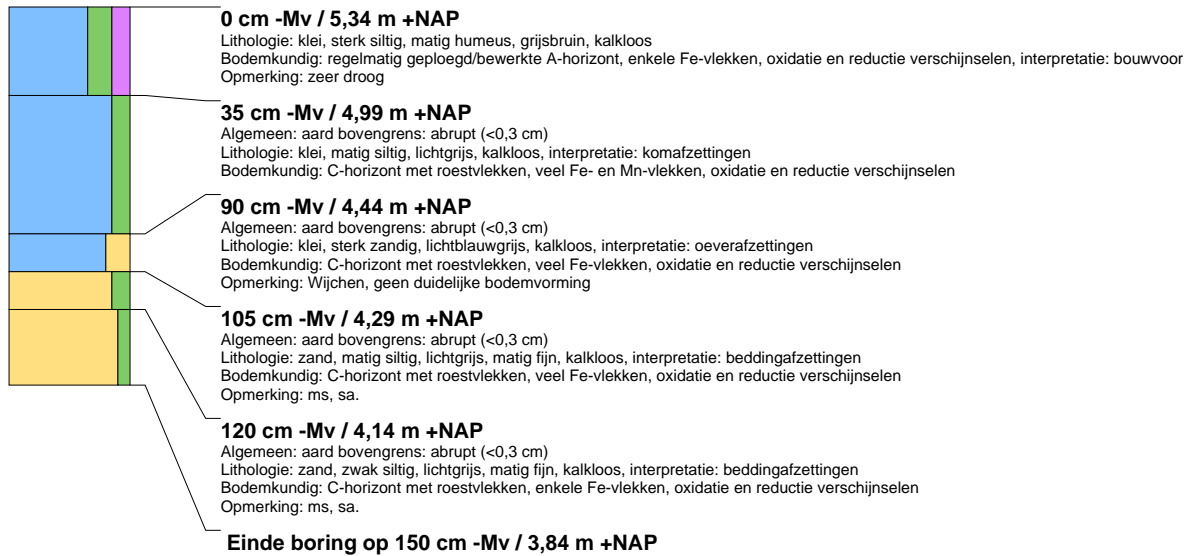 0 cm -Mv / 5,34 m +NAP
Lithologie: klei, sterk siltig, matig humeus, grijsbruin, kalkloos
Bodemkundig: regelmatig geploegd/bewerkte A-horizont, enkele Fe-vlekken, oxidatie en reductie verschijnselen, interpretatie: bouwvoor
Opmerking: zeer droog
35 cm -Mv / 4,99 m +NAP
Algemeen: aard bovengrens: abrupt (<0,3 cm)
Lithologie: klei, matig siltig, lichtgrijs, kalkloos, interpretatie: komafzettingen
Bodemkundig: C-horizont met roestvlekken, veel Fe- en Mn-vlekken, oxidatie en reductie verschijnselen
90 cm -Mv / 4,44 m +NAP
Algemeen: aard bovengrens: abrupt (<0,3 cm)
Lithologie: klei, sterk zandig, lichtblauwgrijs, kalkloos, interpretatie: oeverafzettingen
Bodemkundig: C-horizont met roestvlekken, veel Fe-vlekken, oxidatie en reductie verschijnselen
Opmerking: Wijchen, geen duidelijke bodemvorming
105 cm -Mv / 4,29 m +NAP
Algemeen: aard bovengrens: abrupt (<0,3 cm)
Lithologie: zand, matig siltig, lichtgrijs, matig fijn, kalkloos, interpretatie: beddingafzettingen
Bodemkundig: C-horizont met roestvlekken, veel Fe-vlekken, oxidatie en reductie verschijnselen
Opmerking: ms, sa.
120 cm -Mv / 4,14 m +NAP
Algemeen: aard bovengrens: abrupt (<0,3 cm)
Lithologie: zand, zwak siltig, lichtgrijs, matig fijn, kalkloos, interpretatie: beddingafzettingen
Bodemkundig: C-horizont met roestvlekken, enkele Fe-vlekken, oxidatie en reductie verschijnselen
Opmerking: ms, sa.
Einde boring op 150 cm -Mv / 3,84 m +NAP